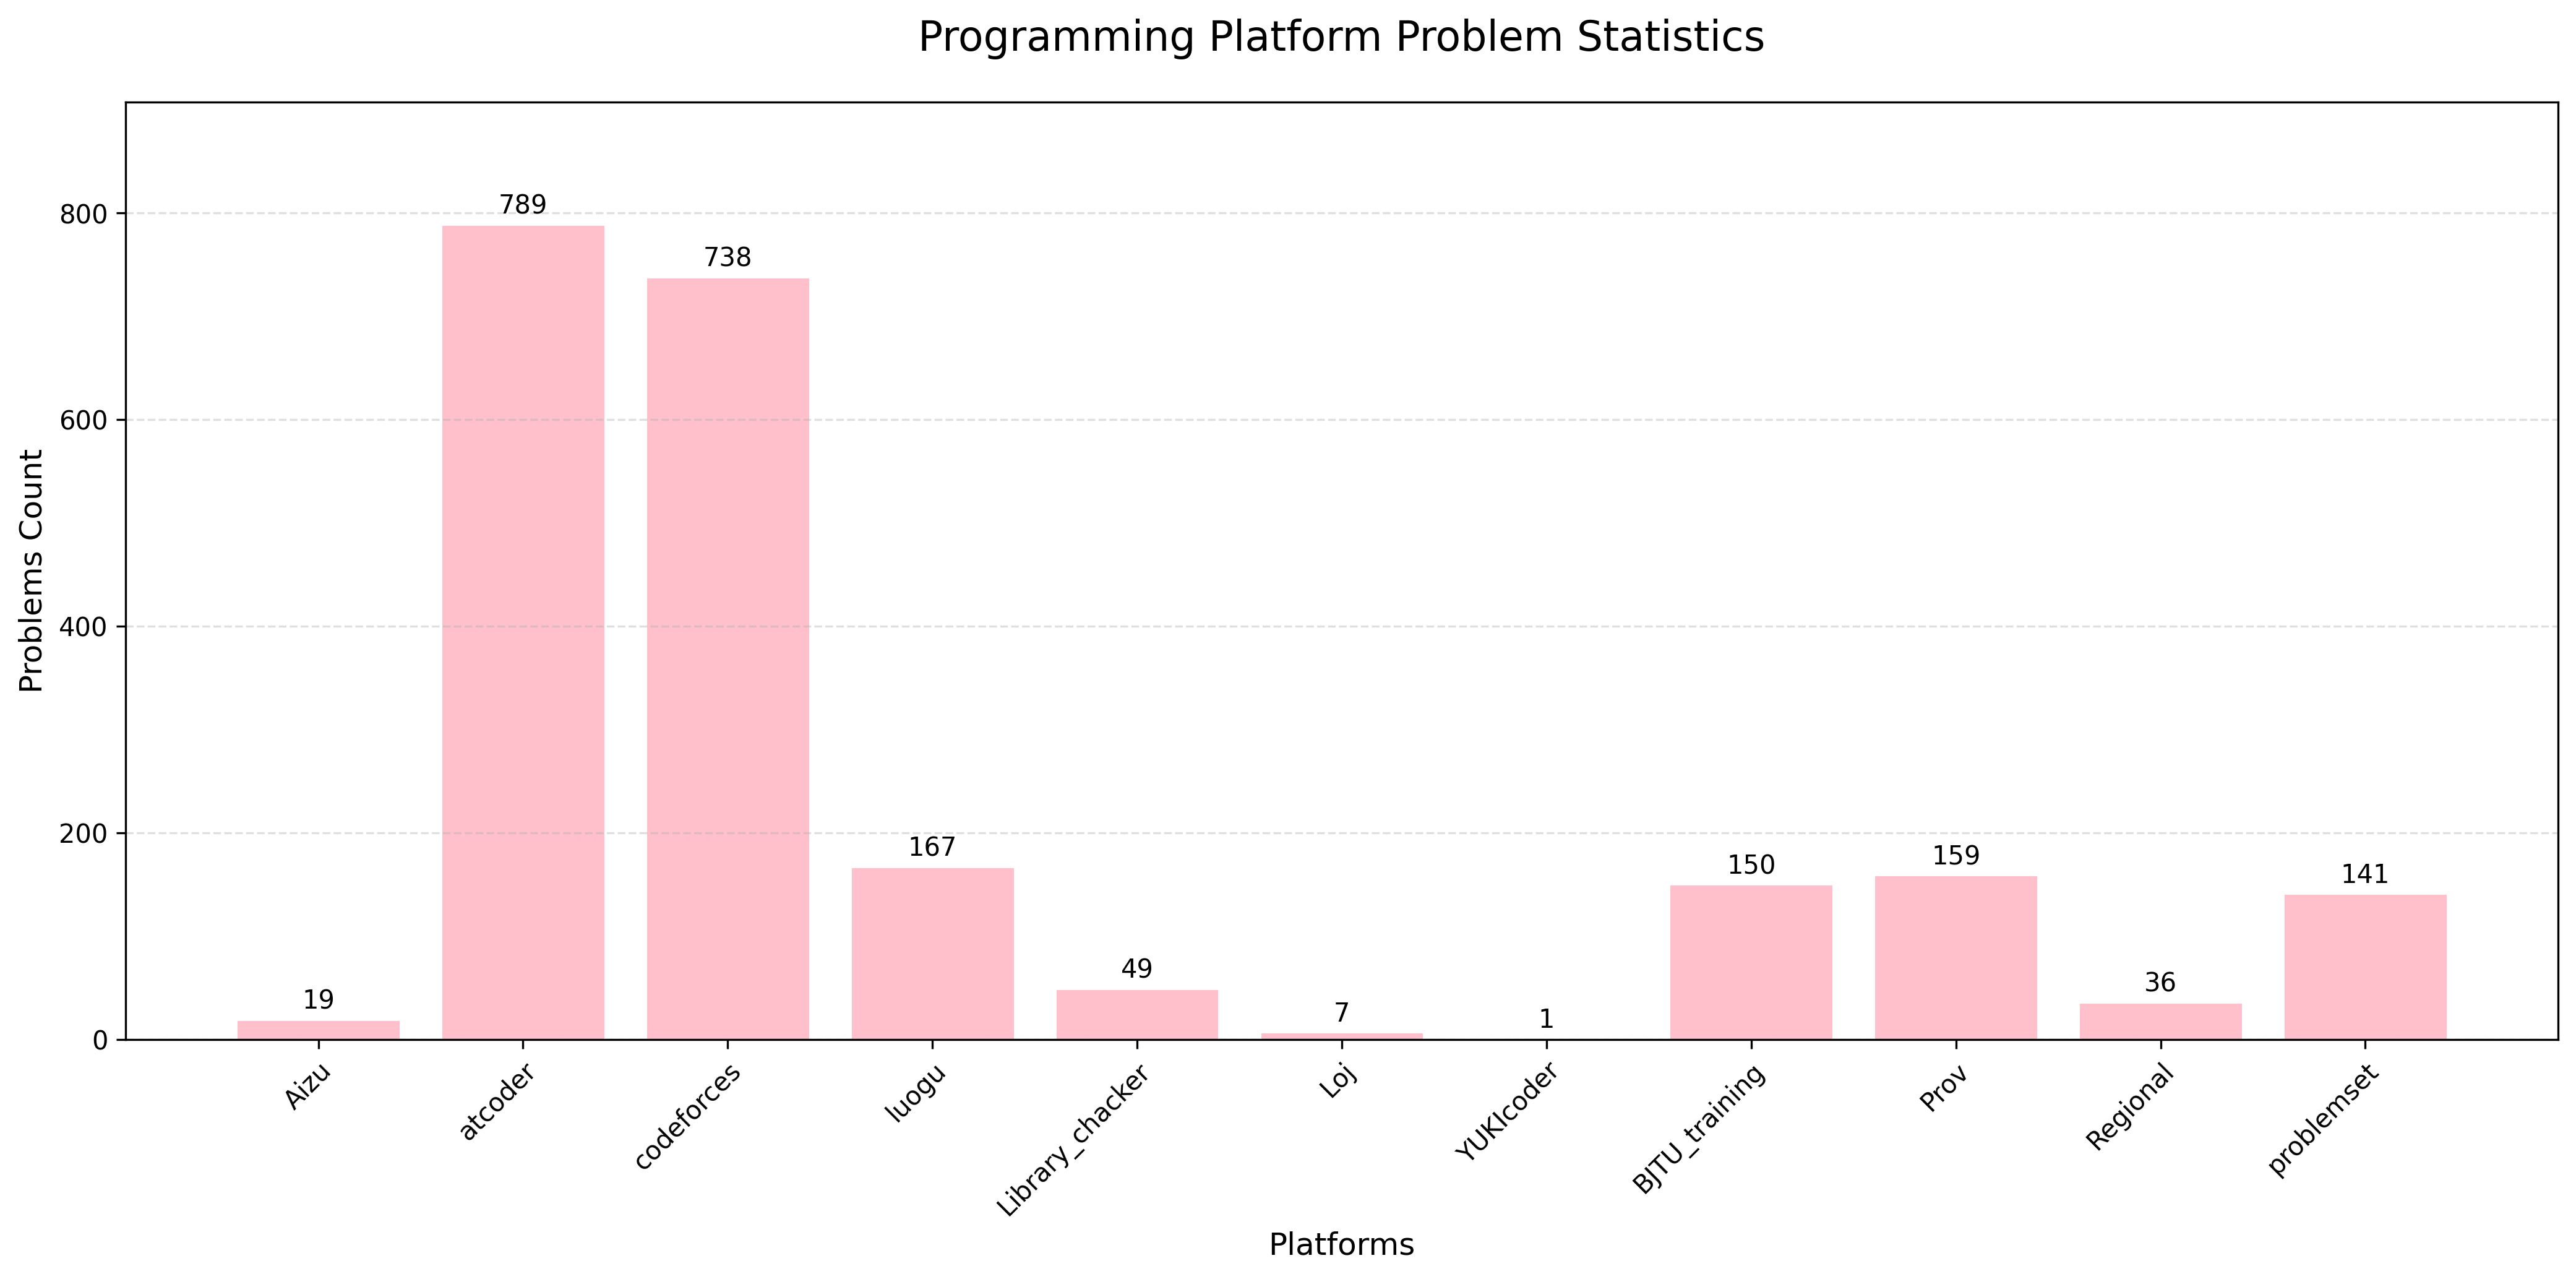 Programming Platform Problem Statistics
Problems Count
800
600
400
200
0
19
789
738
167
49
7
1
150
159
36
141
Aizu
atcoder
codeforces
luogu
Library_chacker
Loj
YUKIcoder
BJTU_training
Prov
Regional
problemset
Platforms